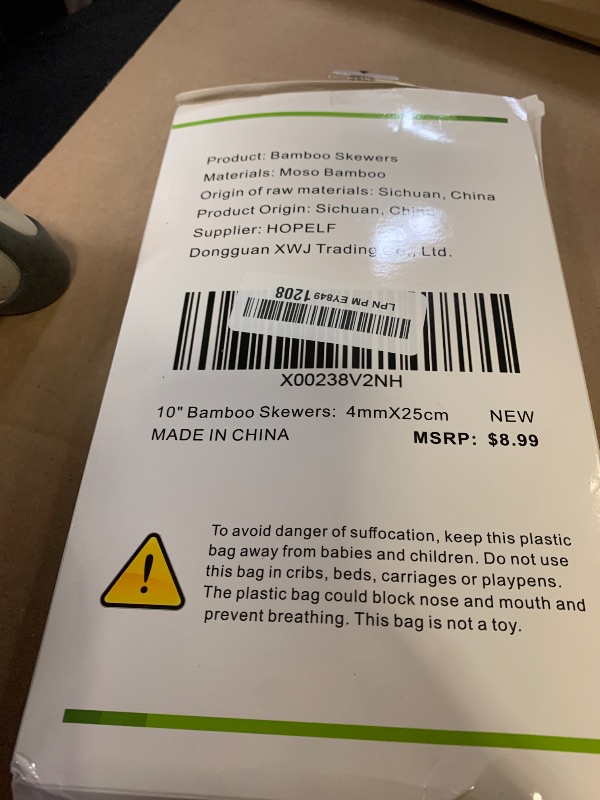 Product: Bamboo Skewers
Materials: Moso Bamboo
Origin of raw materials: Sichuan, China
Product Origin: Sichuan, China
Supplier: HOPELF
Dongguan XWJ Trading Co., Ltd.
LPN PM EY849 1208
X00238V2NH
10" Bamboo Skewers: 4mmX25cm NEW
MADE IN CHINA MSRP: $8.99
To avoid danger of suffocation, keep this plastic
bag away from babies and children. Do not use
this bag in cribs, beds, carriages or playpens.
The plastic bag could block nose and mouth and
prevent breathing. This bag is not a toy.